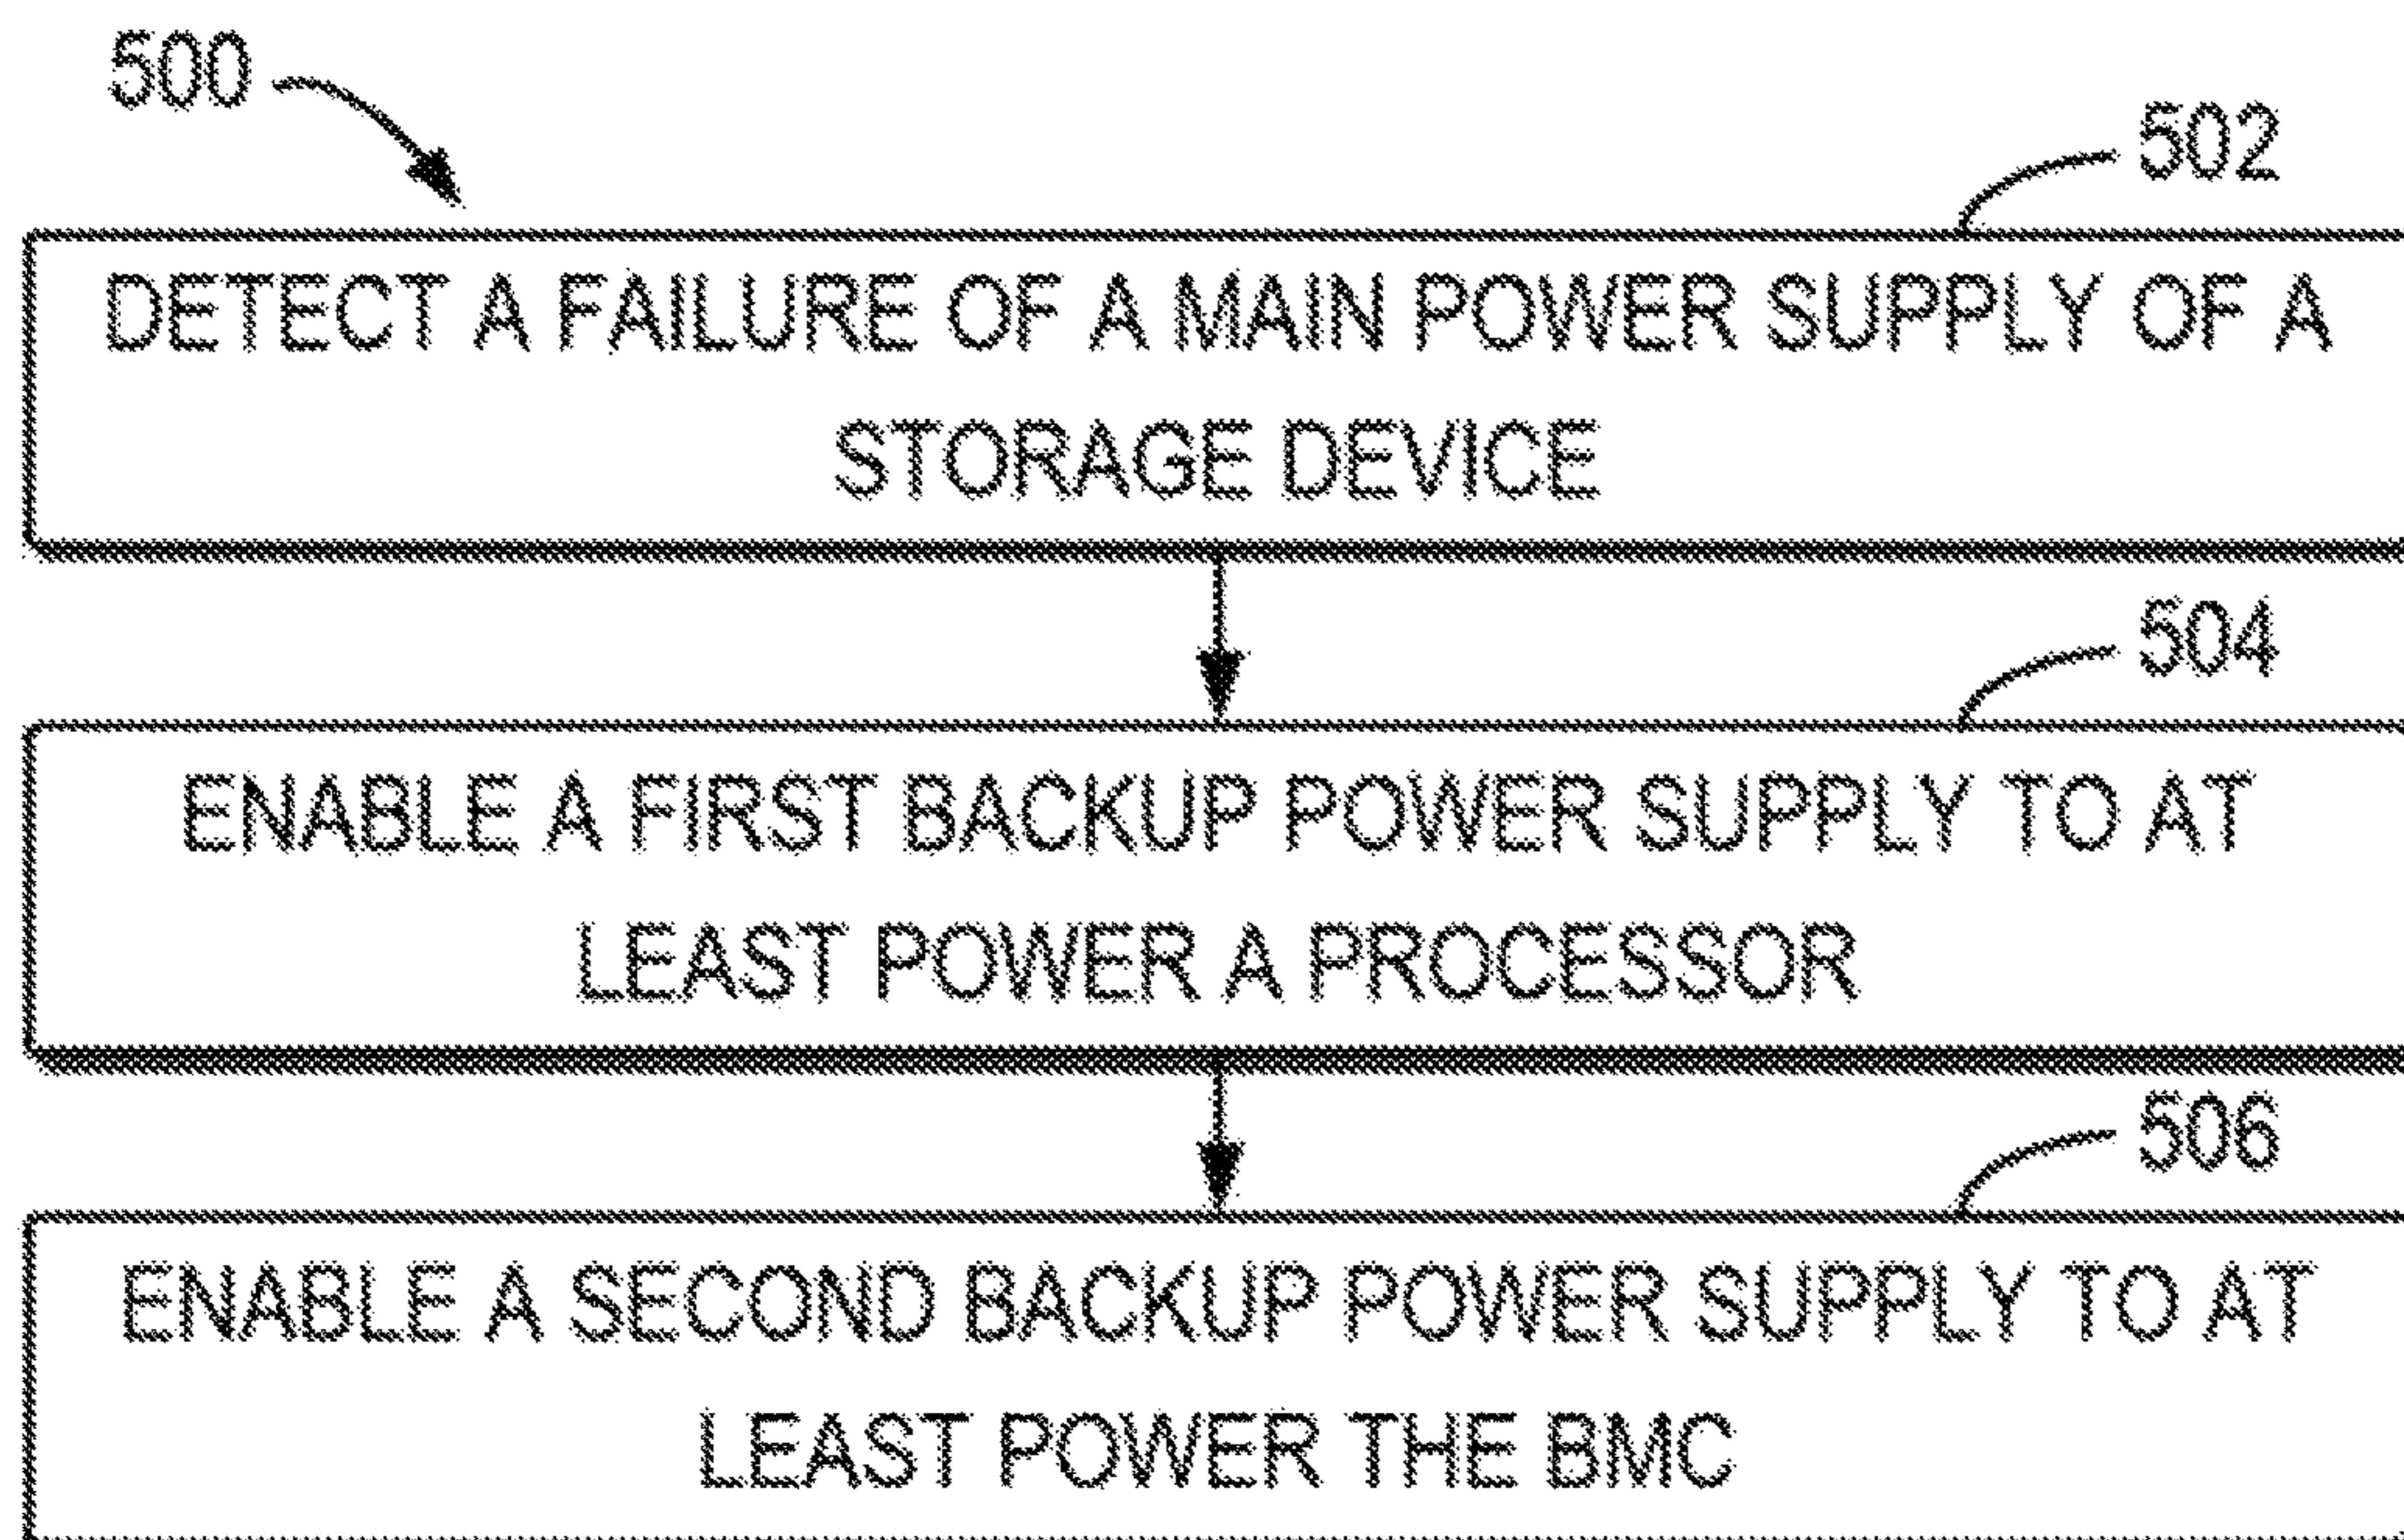 500
502
DETECT A FAILURE OF A MAIN POWER SUPPLY OF A
STORAGE DEVICE
504
ENABLE A FIRST BACKUP POWER SUPPLY TO AT
LEAST POWER A PROCESSOR
506
ENABLE A SECOND BACKUP POWER SUPPLY TO AT
LEAST POWER THE BMC